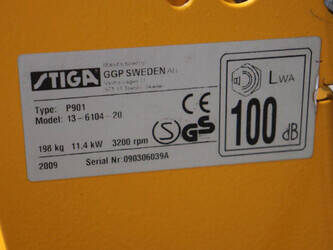 STIGA
GGP SWEDEN AB
Type: P901
Model: 13-6104-20
198 kg 11,4 kW 3200 rpm
2009 Serial Nr:090306039A
CE
GS
LWA
100 dB